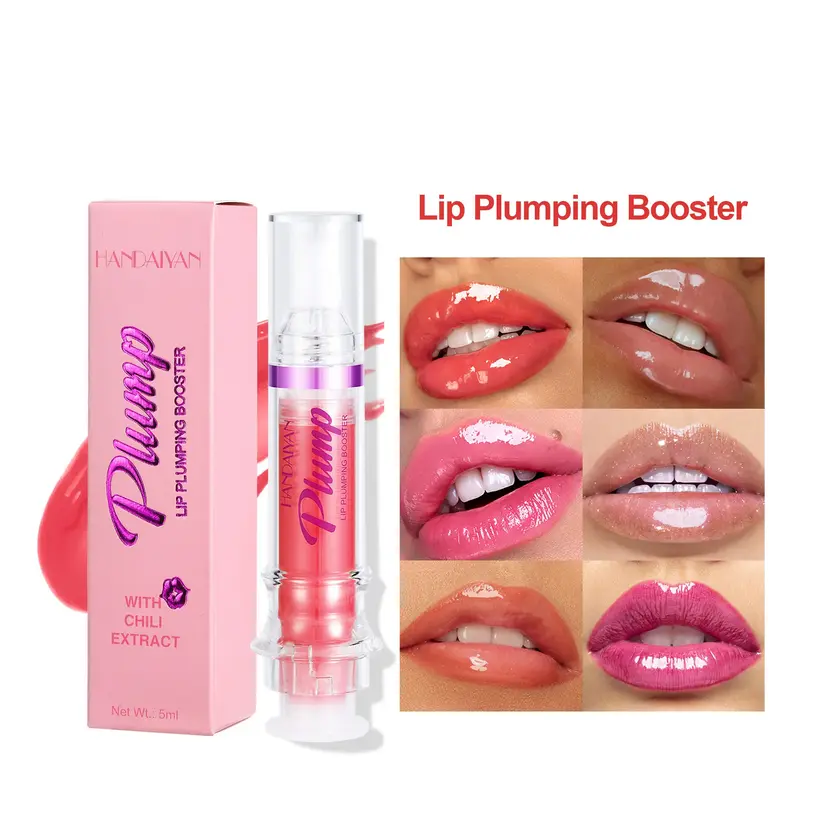 Lip Plumping Booster
HANDAIYAN
Plump
LIP PLUMPING BOOSTER
WITH
CHILI
EXTRACT
Net Wt.: 5ml
HANDAIYAN
Plump
LIP PLUMPING BOOSTER